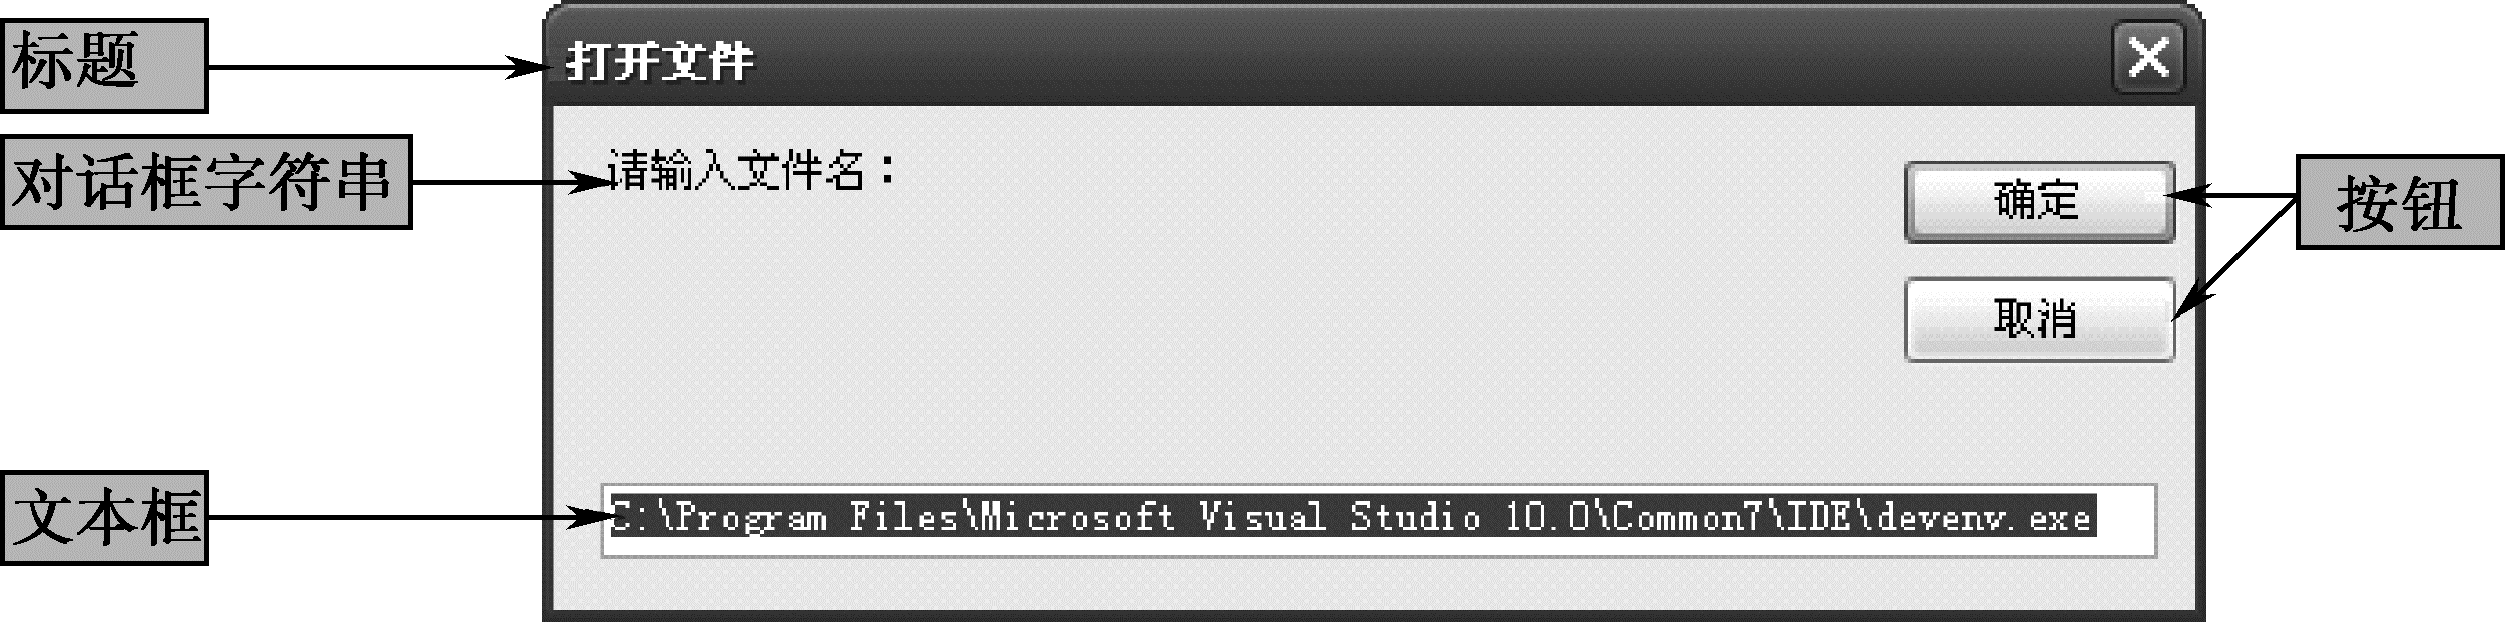 标题
打开文件
对话框字符串
请输入文件名：
确定
按钮
取消
文本框
C:\Program Files\Microsoft Visual Studio 10.0\Common7\IDE\devenv.exe